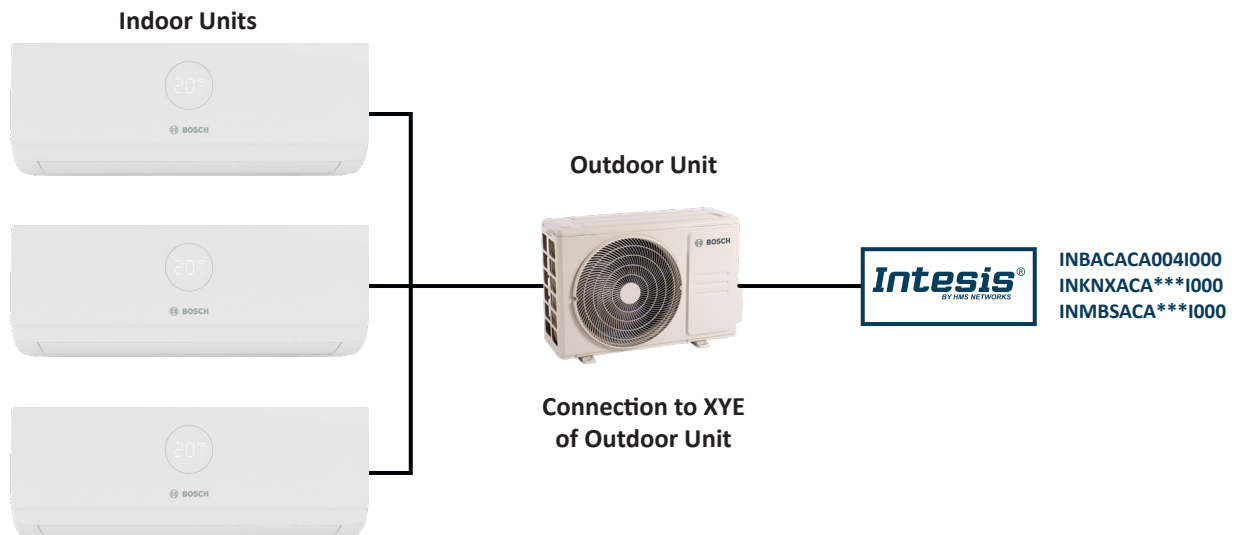 Indoor Units
20°
BOSCH
20°
BOSCH
20°
BOSCH
Outdoor Unit
BOSCH
Connection to XYE
of Outdoor Unit
Intesis®
BY HMS NETWORKS
INBACACA004I000
INKNXACA***I000
INMBSACA***I000